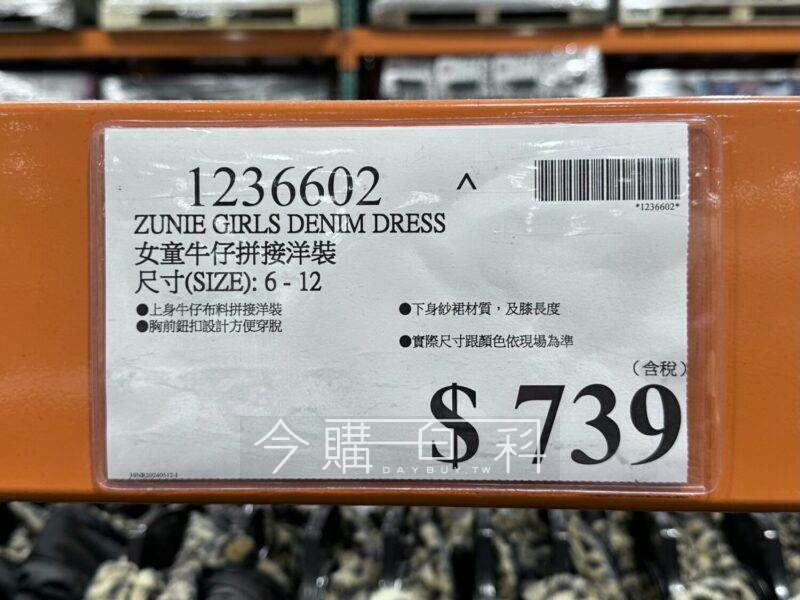 1236602
^
*1236602*
ZUNIE GIRLS DENIM DRESS
女童牛仔拼接洋裝
尺寸(SIZE): 6 - 12
●上身牛仔布料拼接洋裝
●胸前鈕扣設計方便穿脫
●下身紗裙材質，及膝長度
●實際尺寸跟顏色依現場為準
(含稅)
$ 739
今購百科
DAYBUY.TW